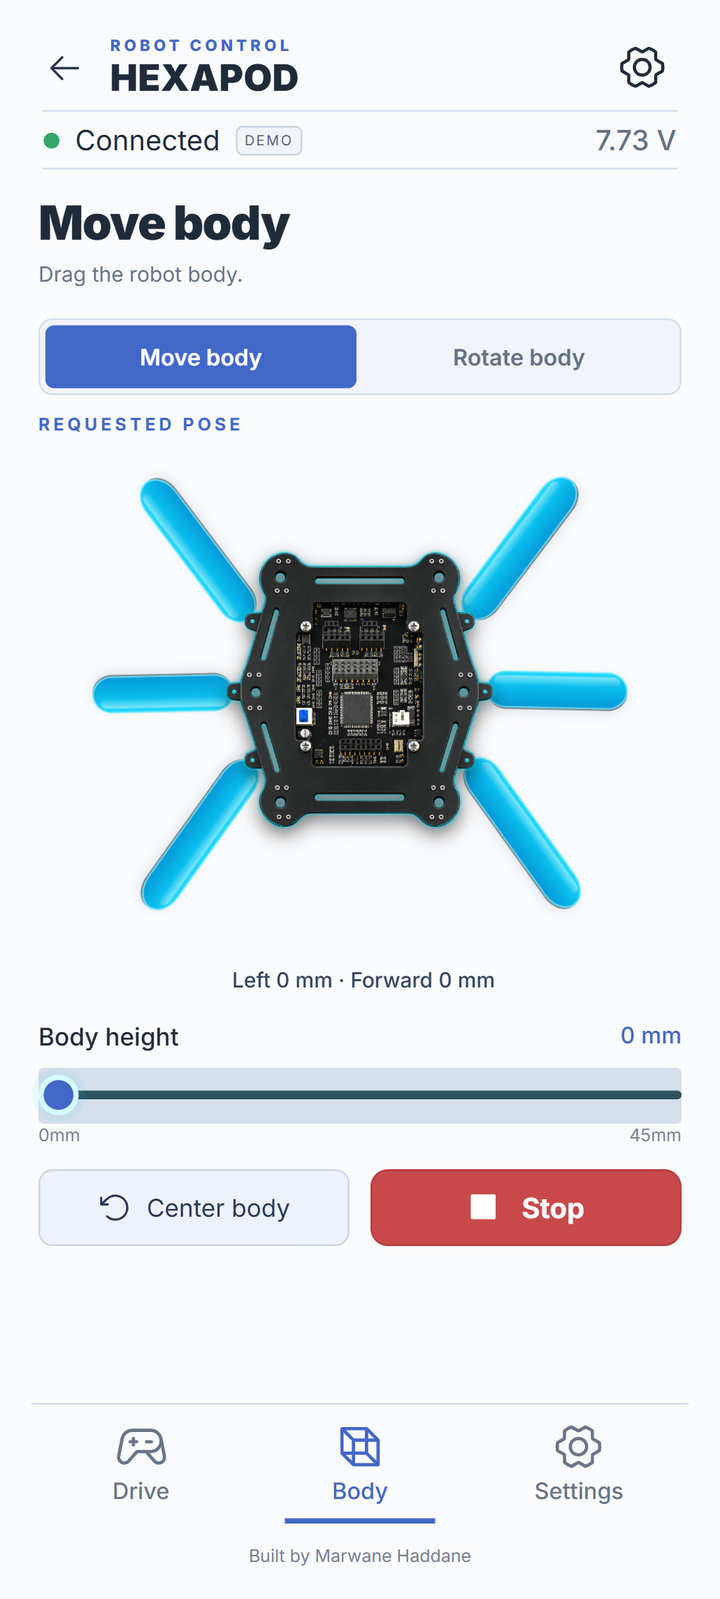 ROBOT CONTROL
HEXAPOD
Connected DEMO 7.73 V
Move body
Drag the robot body.
Move body Rotate body
REQUESTED POSE
Left 0 mm · Forward 0 mm
Body height 0 mm
0mm 45mm
Center body Stop
Drive Body Settings
Built by Marwane Haddane